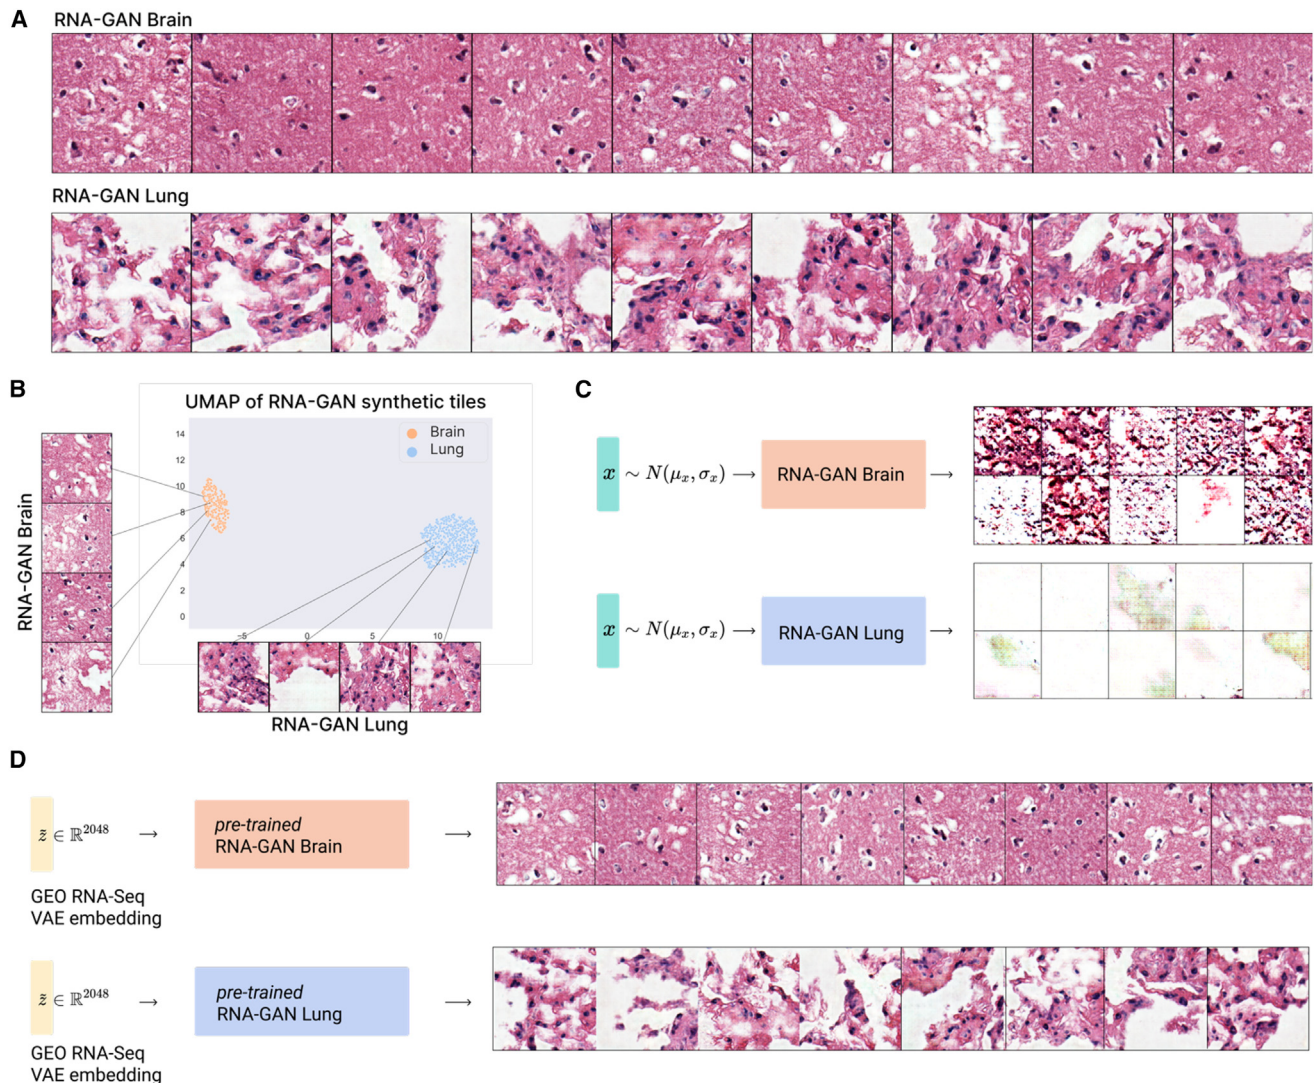 A
RNA-GAN Brain
RNA-GAN Lung
B
UMAP of RNA-GAN synthetic tiles
Brain
Lung
14
12
10
8
6
4
2
0
−5
0
5
10
RNA-GAN Brain
RNA-GAN Lung
C
x ∼ N(μₓ, σₓ) → RNA-GAN Brain →
x ∼ N(μₓ, σₓ) → RNA-GAN Lung →
D
z̄ ∈ ℝ²⁰⁴⁸ →
pre-trained
RNA-GAN Brain
→
GEO RNA-Seq
VAE embedding
z̄ ∈ ℝ²⁰⁴⁸ →
pre-trained
RNA-GAN Lung
→
GEO RNA-Seq
VAE embedding